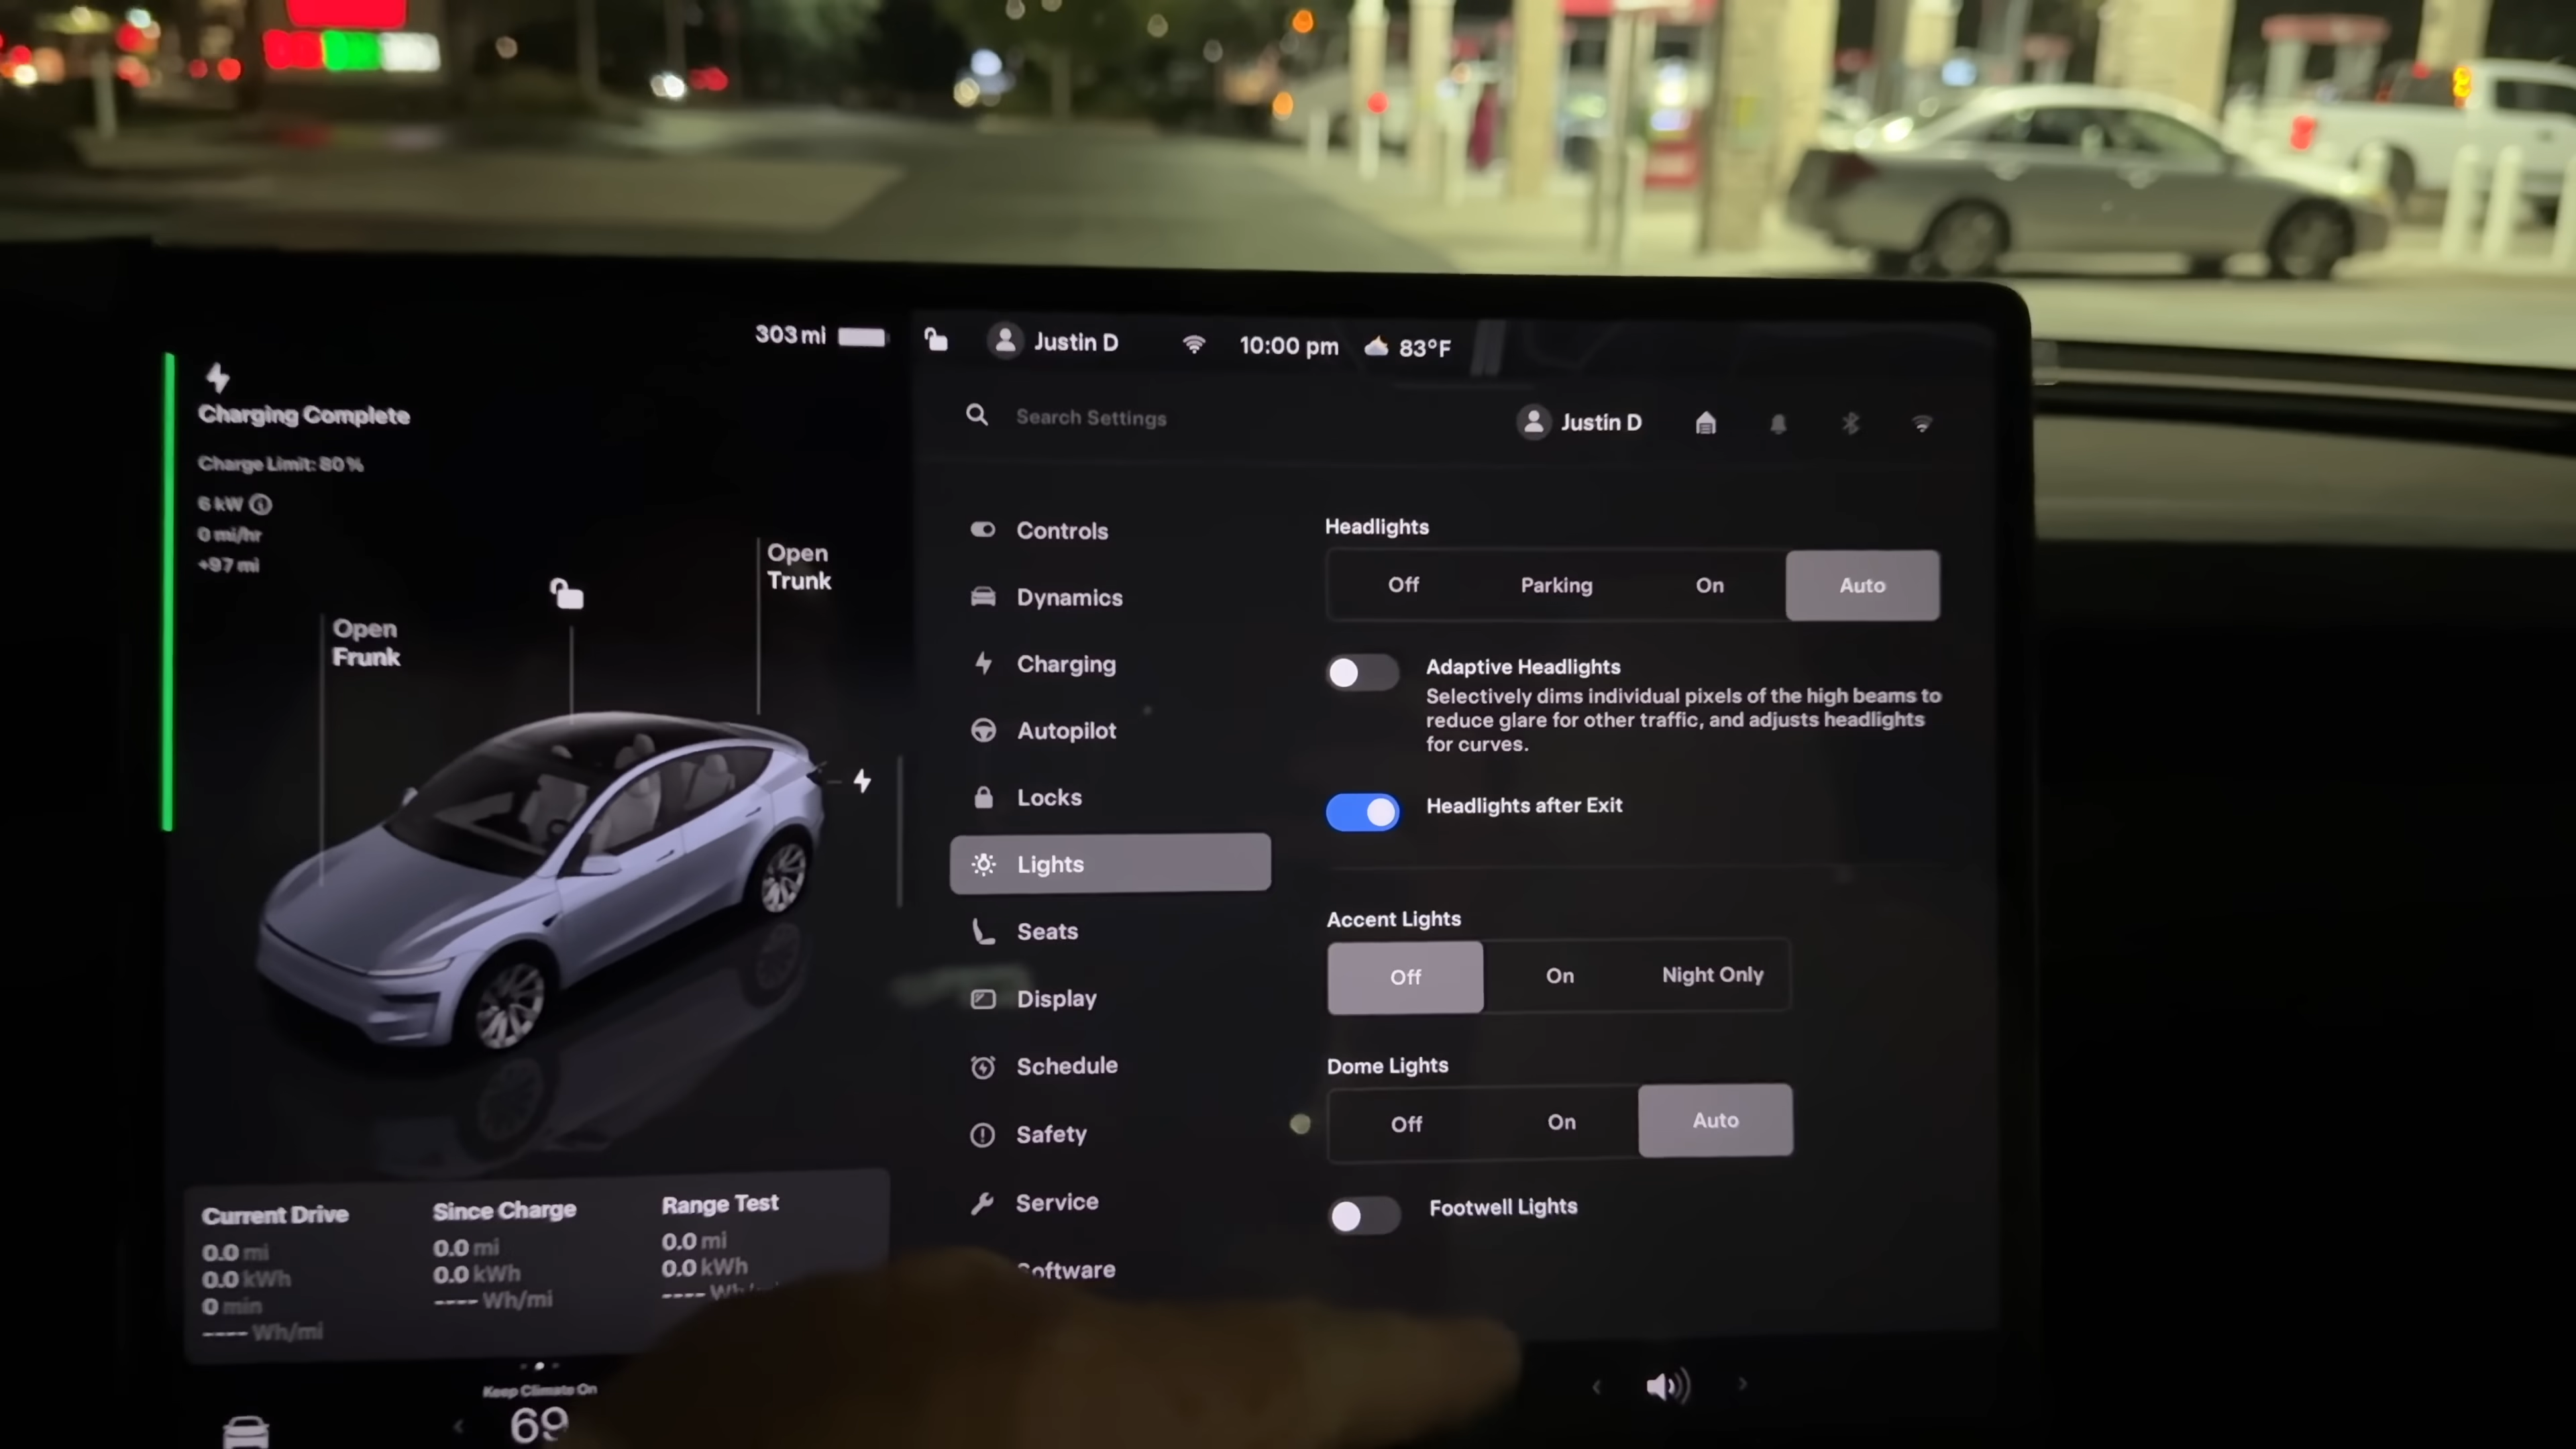 303 mi
Justin D
10:00 pm
83°F
Charging Complete
Charge Limit: 80%
6 kW
0 mi/hr
+97 mi
Open
Trunk
Open
Frunk
Search Settings
Justin D
Controls
Dynamics
Charging
Autopilot
Locks
Lights
Seats
Display
Schedule
Safety
Service
Software
Headlights
Off
Parking
On
Auto
Adaptive Headlights
Selectively dims individual pixels of the high beams to
reduce glare for other traffic, and adjusts headlights
for curves.
Headlights after Exit
Accent Lights
Off
On
Night Only
Dome Lights
Off
On
Auto
Footwell Lights
Current Drive
0.0 mi
0.0 kWh
0 min
---- Wh/mi
Since Charge
0.0 mi
0.0 kWh
---- Wh/mi
Range Test
0.0 mi
0.0 kWh
---- Wh/mi
Keep Climate On
69